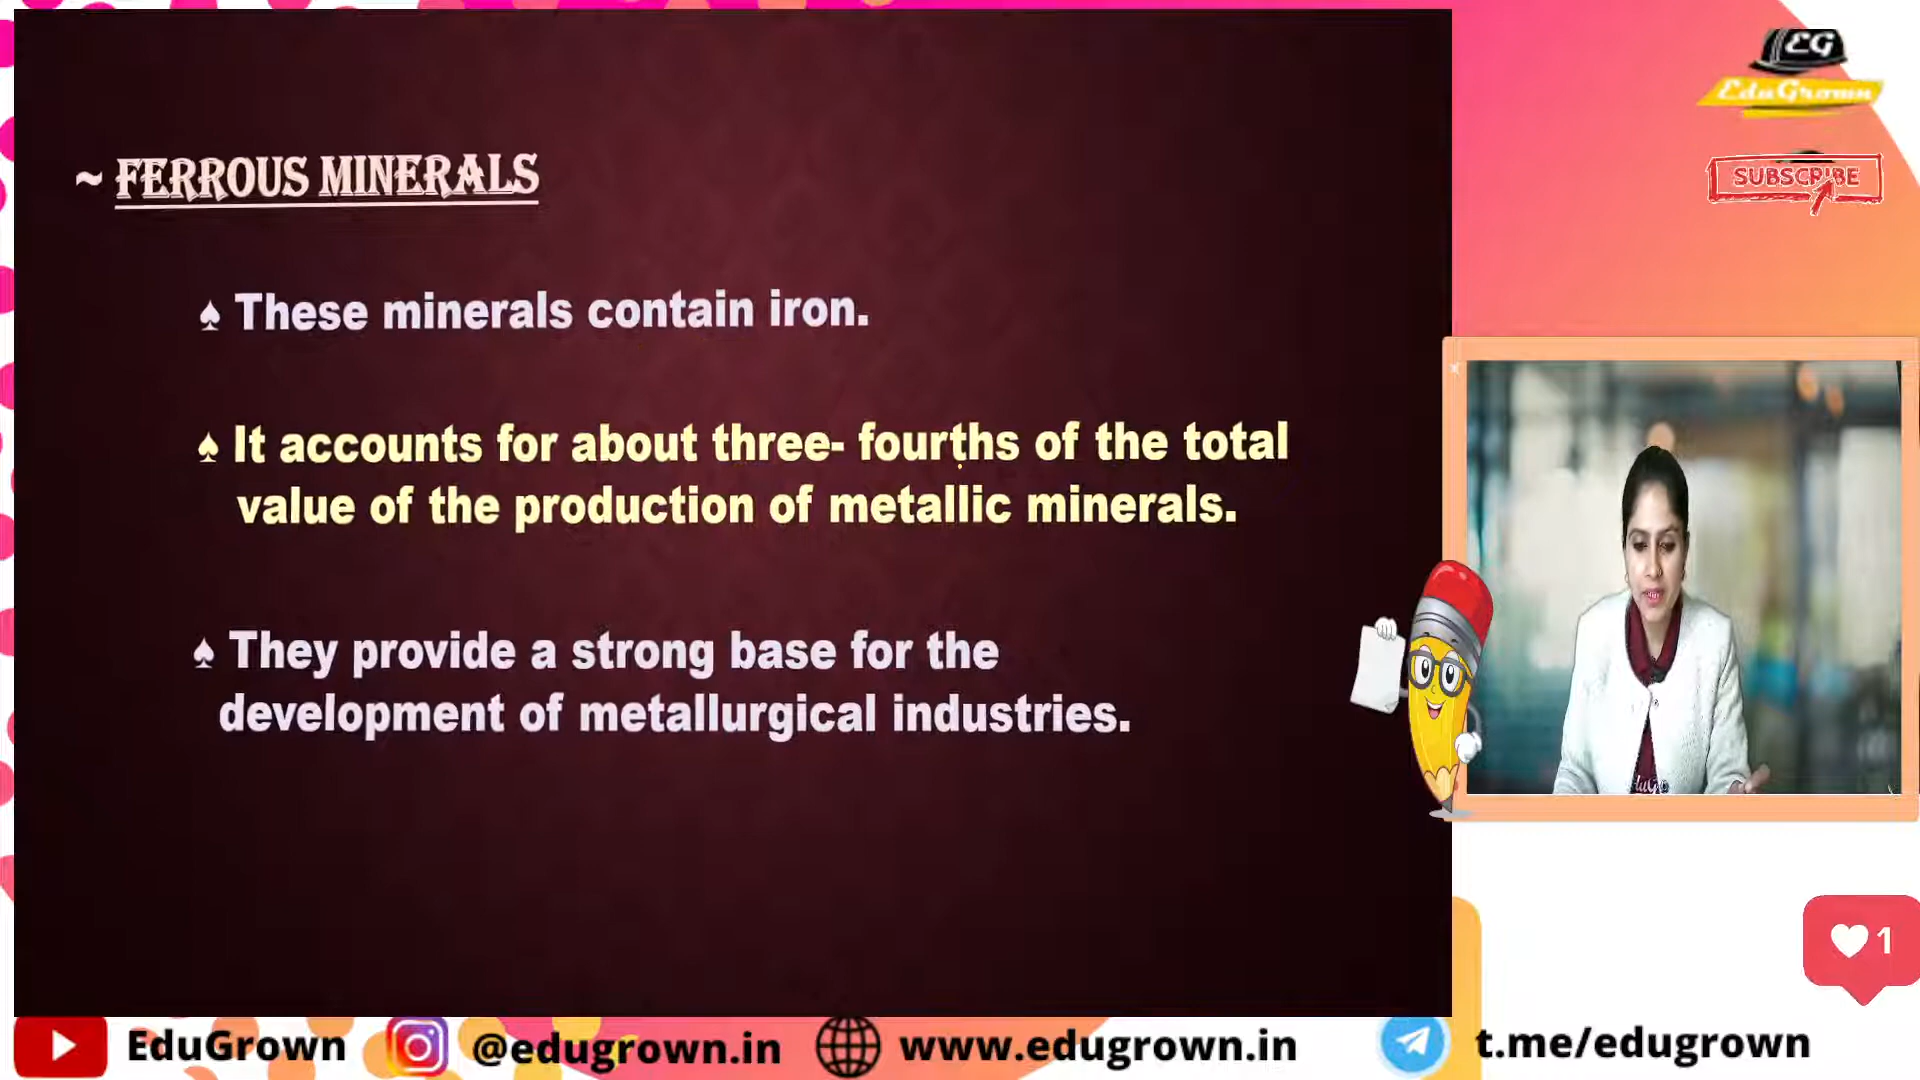 EG
EduGrown
SUBSCRIBE
~ FERROUS MINERALS
♠ These minerals contain iron.
♠ It accounts for about three- fourths of the total
value of the production of metallic minerals.
♠ They provide a strong base for the
development of metallurgical industries.
1
EduGrown
@edugrown.in
www.edugrown.in
t.me/edugrown